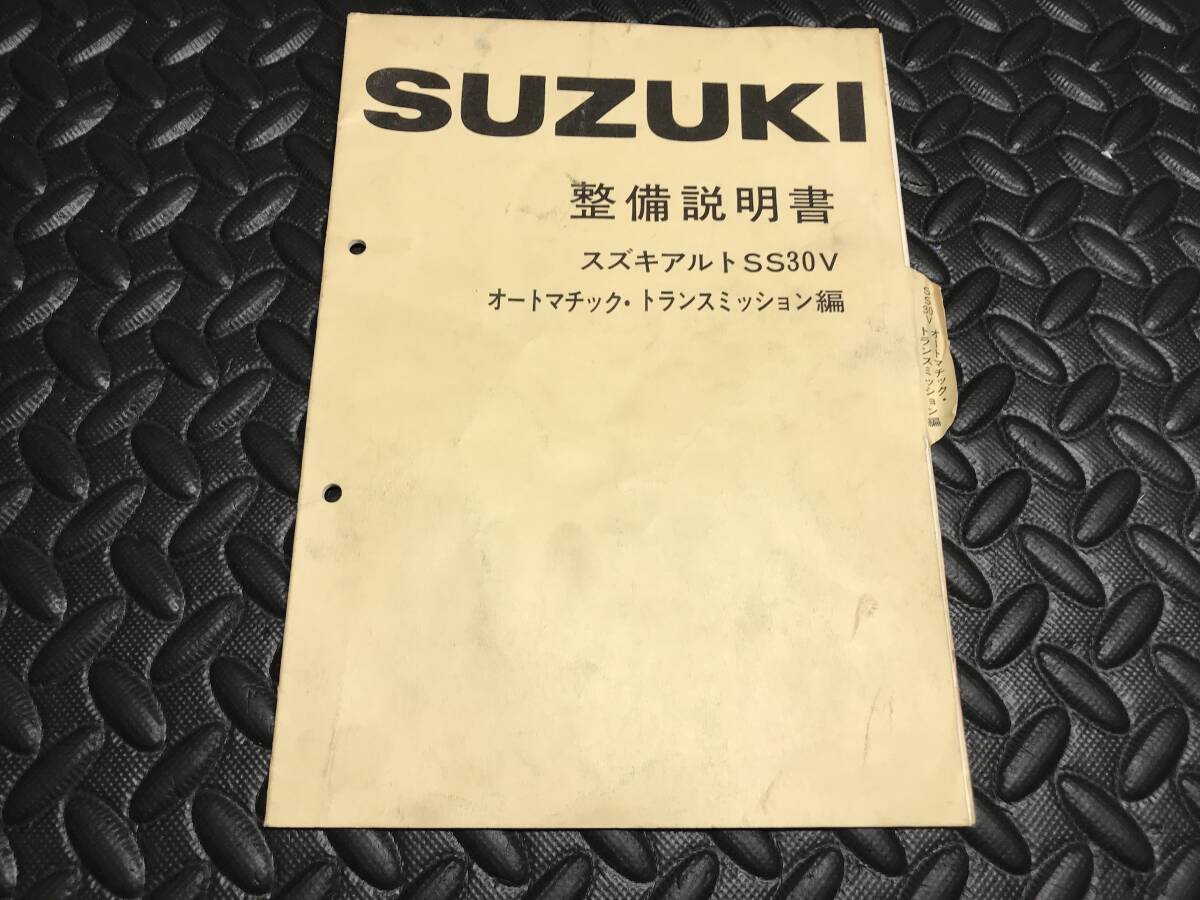 SUZUKI
整備説明書
スズキアルトSS30V
オートマチック・トランスミッション編
SS30V オートマチック・
トランスミッション編